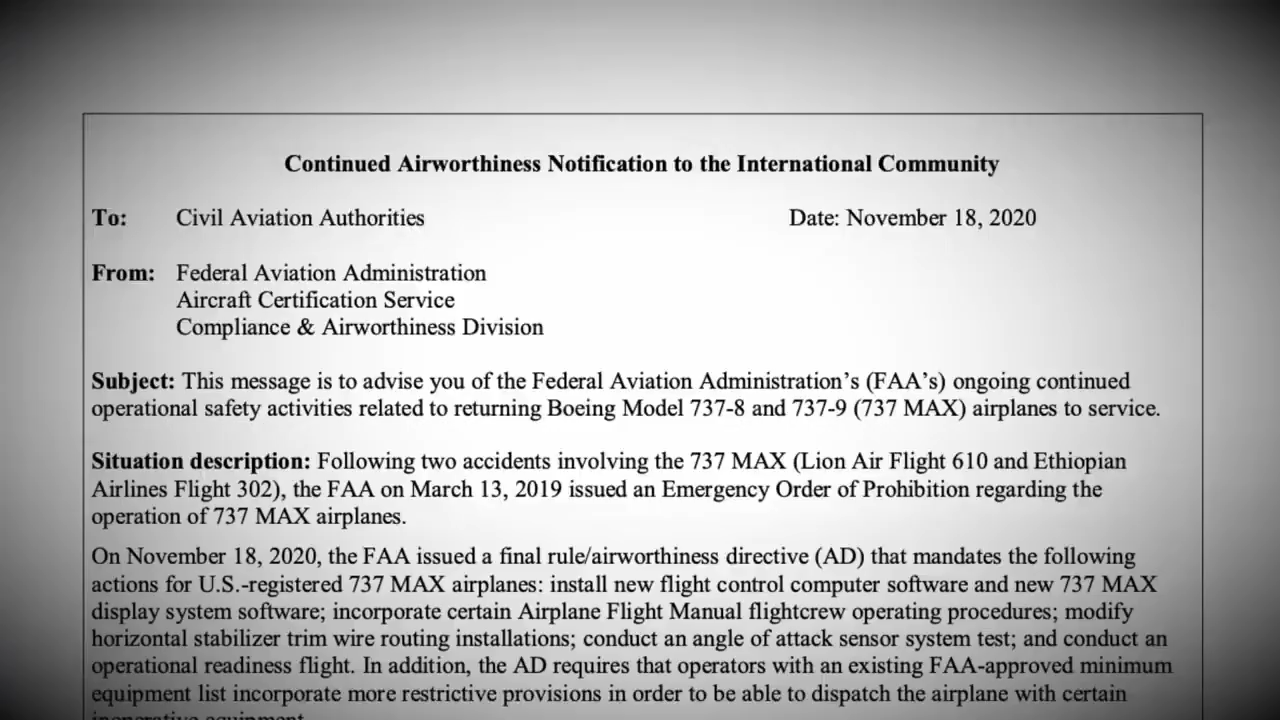 Continued Airworthiness Notification to the International Community
To: Civil Aviation Authorities Date: November 18, 2020
From: Federal Aviation Administration
Aircraft Certification Service
Compliance & Airworthiness Division
Subject: This message is to advise you of the Federal Aviation Administration’s (FAA’s) ongoing continued
operational safety activities related to returning Boeing Model 737-8 and 737-9 (737 MAX) airplanes to service.
Situation description: Following two accidents involving the 737 MAX (Lion Air Flight 610 and Ethiopian
Airlines Flight 302), the FAA on March 13, 2019 issued an Emergency Order of Prohibition regarding the
operation of 737 MAX airplanes.
On November 18, 2020, the FAA issued a final rule/airworthiness directive (AD) that mandates the following
actions for U.S.-registered 737 MAX airplanes: install new flight control computer software and new 737 MAX
display system software; incorporate certain Airplane Flight Manual flightcrew operating procedures; modify
horizontal stabilizer trim wire routing installations; conduct an angle of attack sensor system test; and conduct an
operational readiness flight. In addition, the AD requires that operators with an existing FAA-approved minimum
equipment list incorporate more restrictive provisions in order to be able to dispatch the airplane with certain